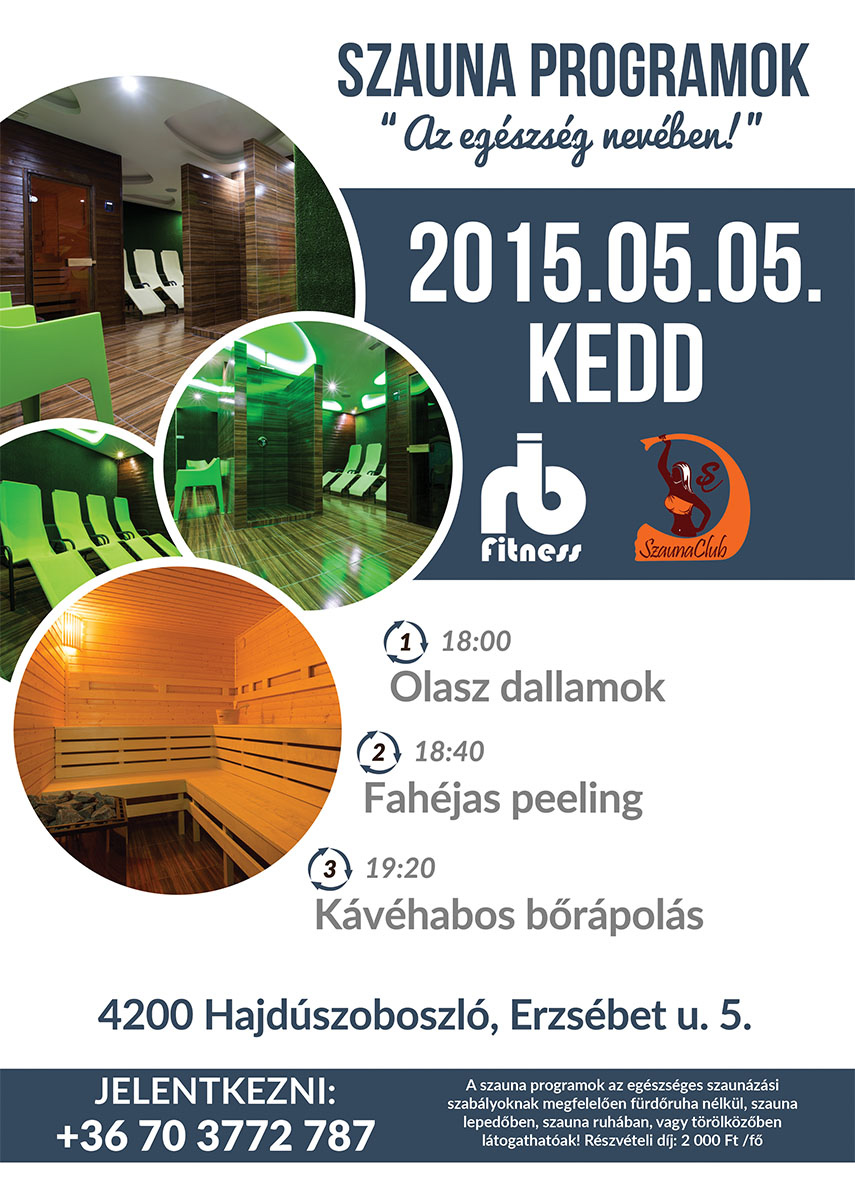 SZAUNA PROGRAMOK
“Az egészség nevében!”
2015.05.05.
KEDD
rib
Fitness
SC
SzaunaClub
1 18:00
Olasz dallamok
2 18:40
Fahéjas peeling
3 19:20
Kávéhabos bőrápolás
4200 Hajdúszoboszló, Erzsébet u. 5.
JELENTKEZNI:
+36 70 3772 787
A szauna programok az egészséges szaunázási
szabályoknak megfelelően fürdőruha nélkül, szauna
lepedőben, szauna ruhában, vagy törölközőben
látogathatóak! Részvételi díj: 2 000 Ft /fő